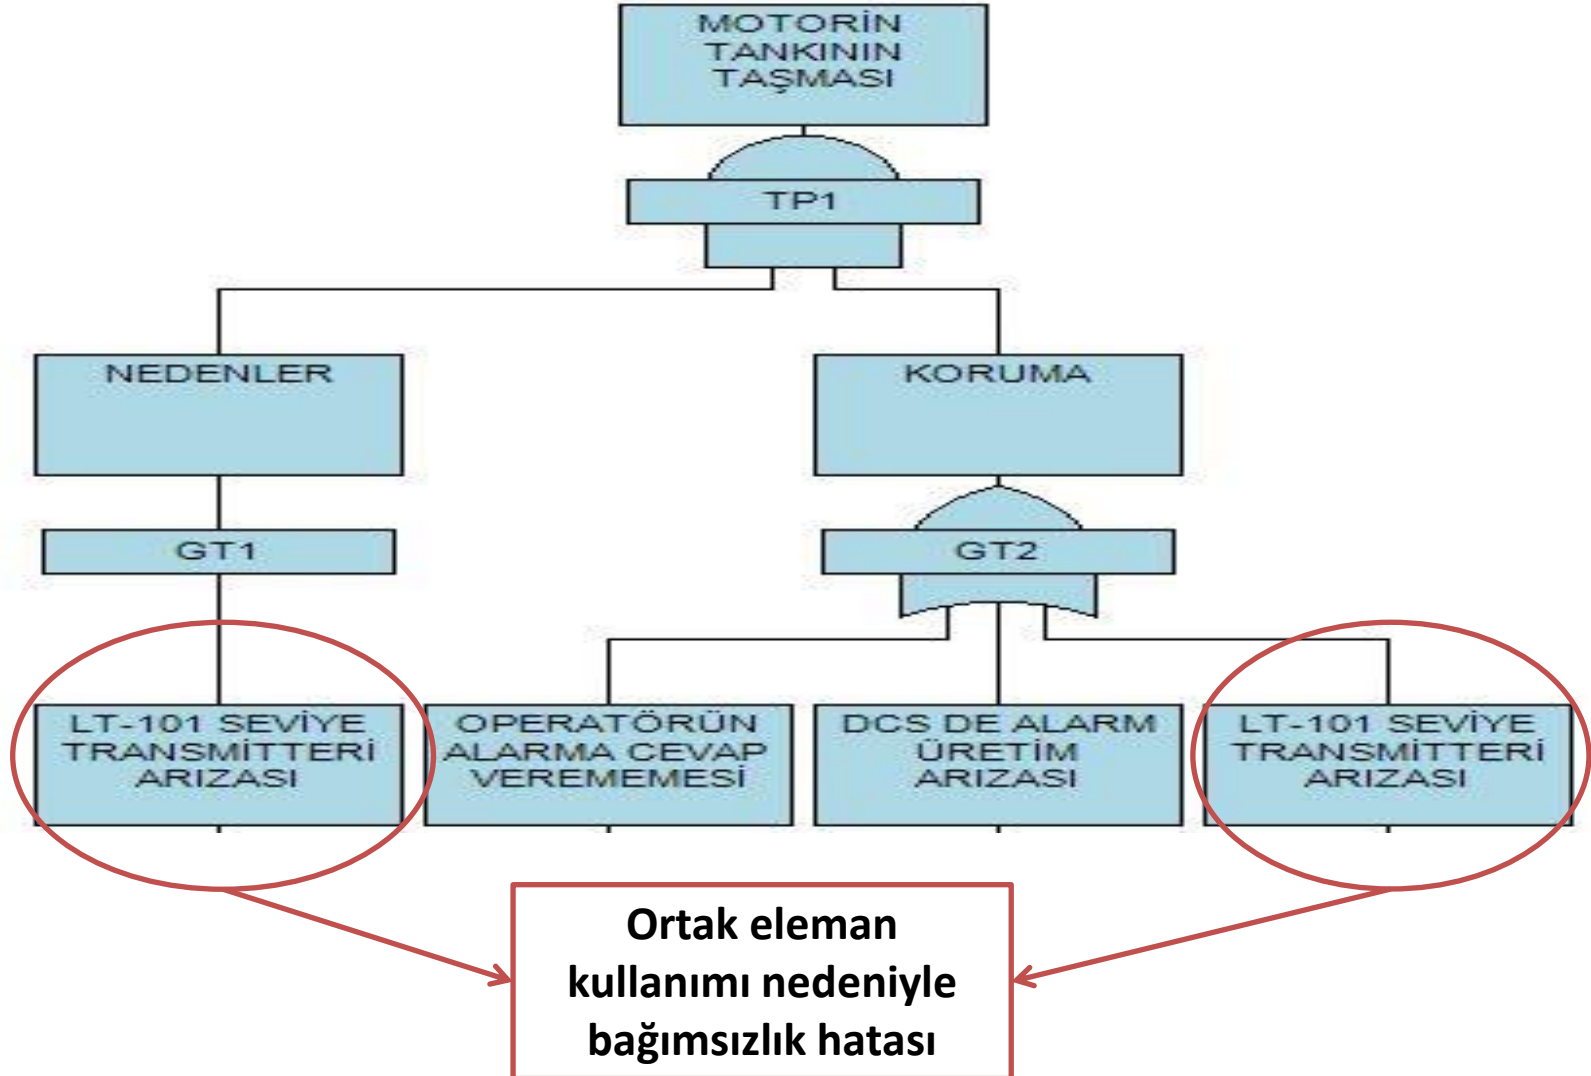 MOTORİN
TANKININ
TAŞMASI
TP1
NEDENLER
KORUMA
GT1
GT2
LT-101 SEVİYE
TRANSMİTTERİ
ARIZASI
OPERATÖRÜN
ALARMA CEVAP
VEREMEMESİ
DCS DE ALARM
ÜRETİM
ARIZASI
LT-101 SEVİYE
TRANSMİTTERİ
ARIZASI
Ortak eleman
kullanımı nedeniyle
bağımsızlık hatası